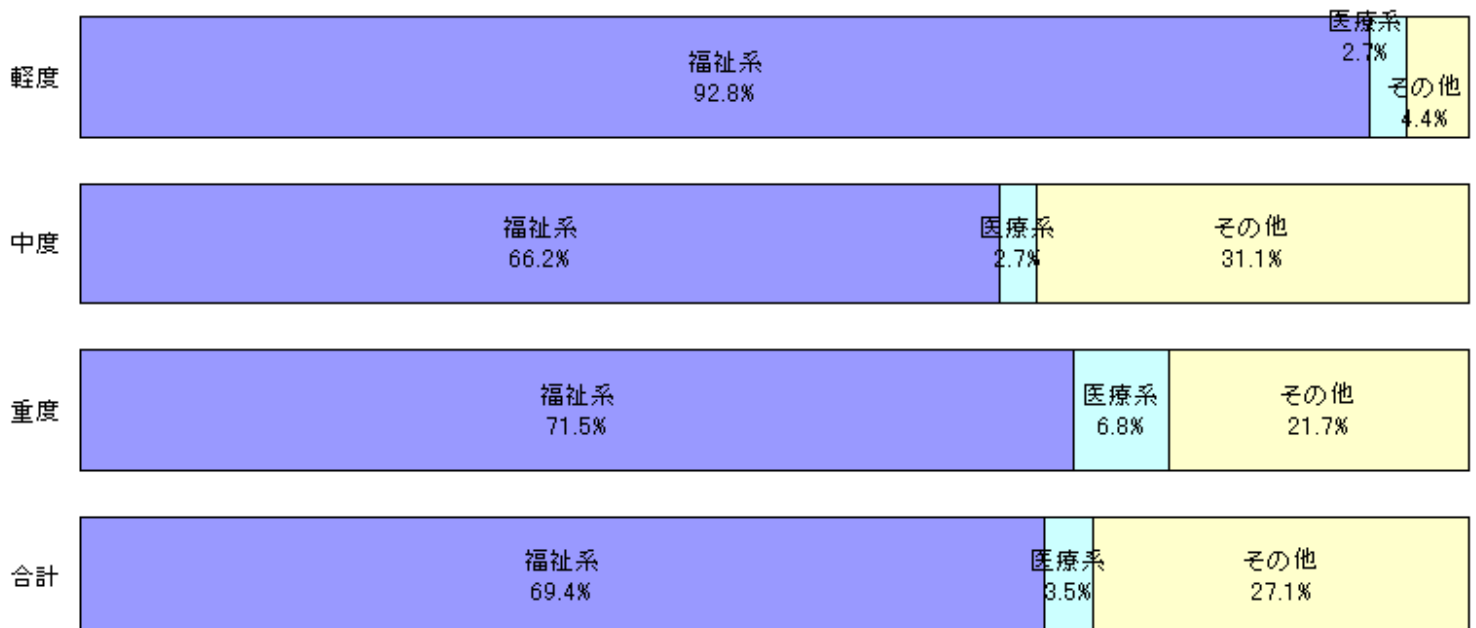 医療系
2.7%
福祉系
92.8%
軽度
その他
4.4%
福祉系
66.2%
医療系
2.7%
その他
31.1%
中度
福祉系
71.5%
医療系
6.8%
その他
21.7%
重度
福祉系
69.4%
医療系
3.5%
その他
27.1%
合計